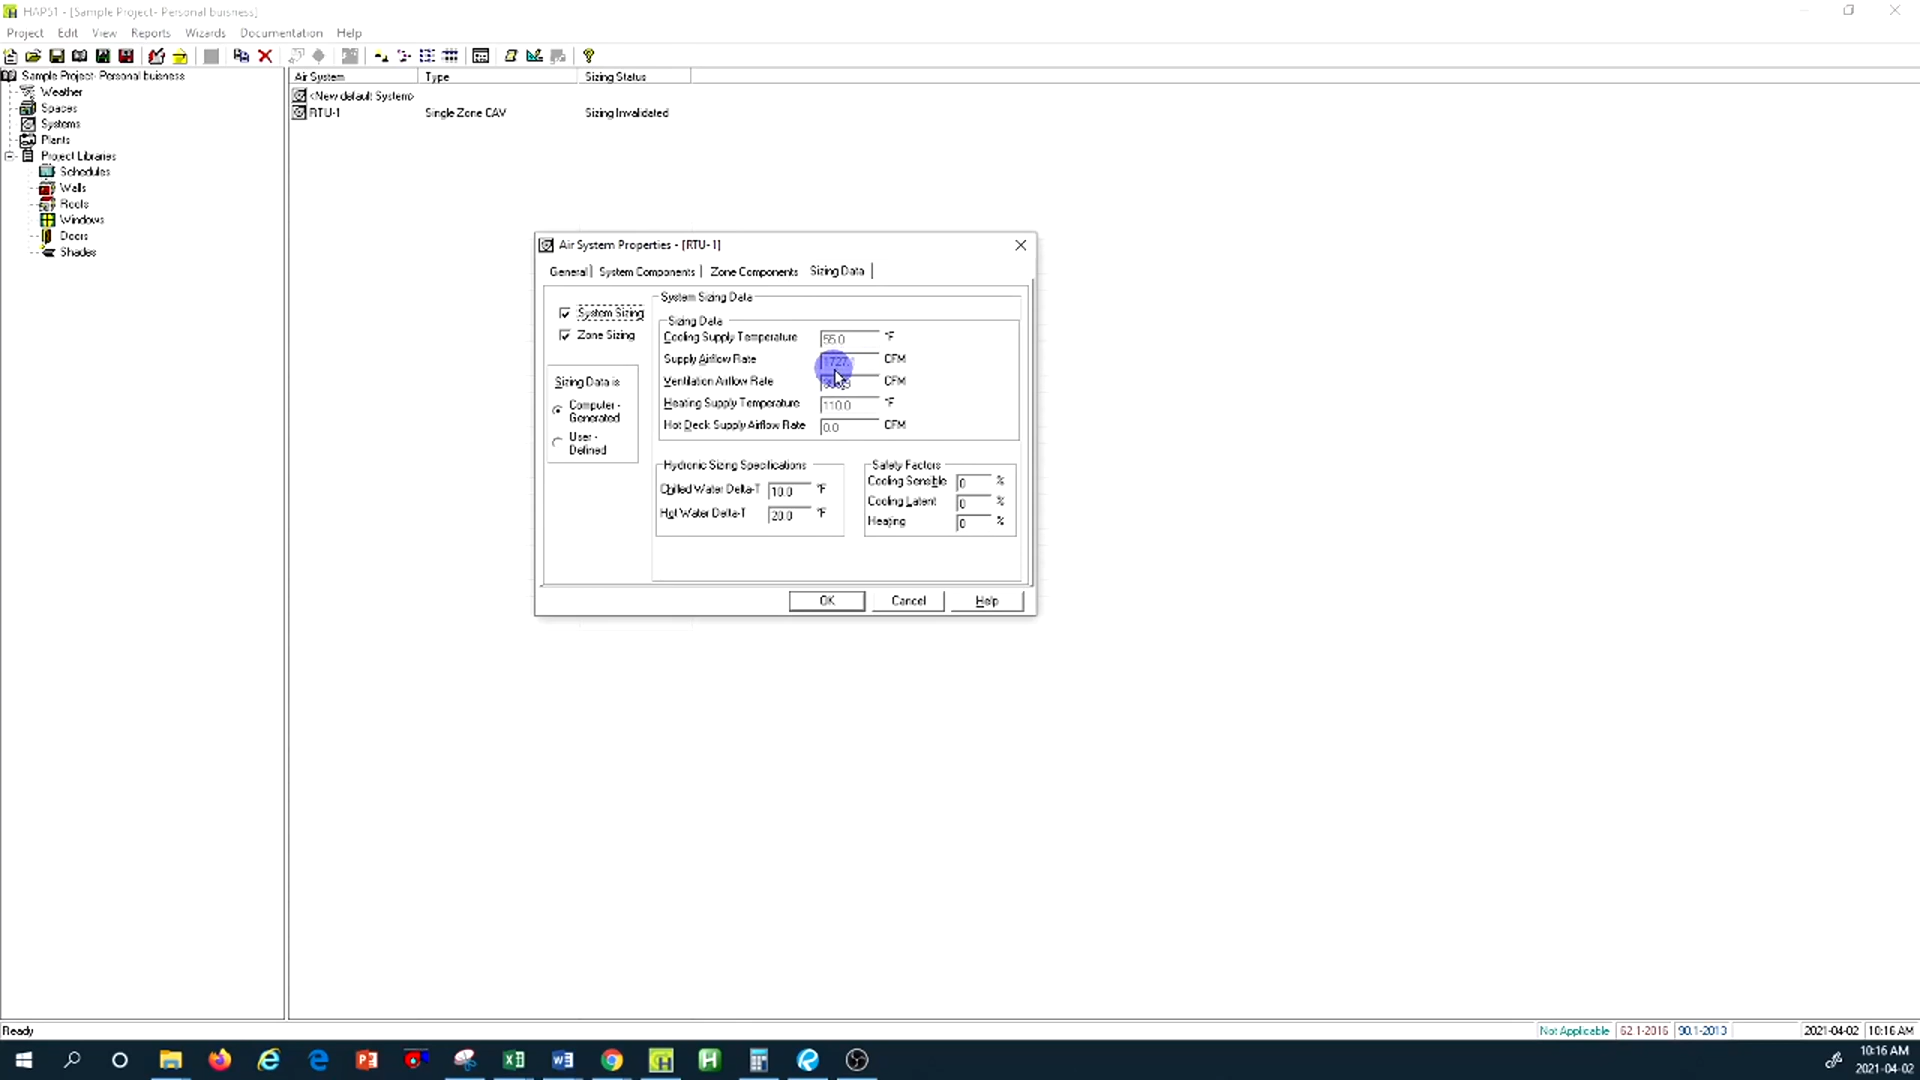 HAP51 - [Sample Project- Personal buisness]
Project Edit View Reports Wizards Documentation Help
Sample Project- Personal buisness
Weather
Spaces
Systems
Plants
Project Libraries
Schedules
Walls
Roofs
Windows
Doors
Shades
Air System Type Sizing Status
<New default System>
RTU-1 Single Zone CAV Sizing Invalidated
Air System Properties - [RTU-1]
General System Components Zone Components Sizing Data
System Sizing
Zone Sizing
Sizing Data is
Computer-
Generated
User-
Defined
System Sizing Data
Sizing Data
Cooling Supply Temperature 55.0 °F
Supply Airflow Rate CFM
Ventilation Airflow Rate CFM
Heating Supply Temperature 110.0 °F
Hot Deck Supply Airflow Rate 0.0 CFM
Hydronic Sizing Specifications
Chilled Water Delta-T 10.0 °F
Hot Water Delta-T 20.0 °F
Safety Factors
Cooling Sensible 0 %
Cooling Latent 0 %
Heating 0 %
OK Cancel Help
Ready
Not Applicable 62.1-2016 90.1-2013 2021-04-02 10:16 AM
10:16 AM
2021-04-02